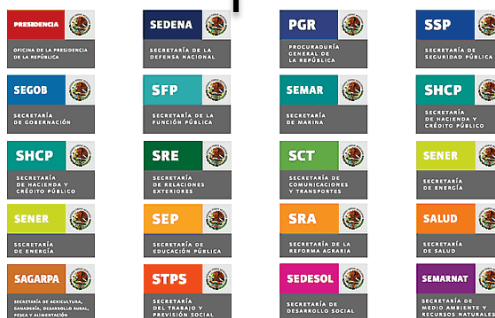 PRESIDENCIA
OFICINA DE LA PRESIDENCIA
DE LA REPÚBLICA
SEDENA
SECRETARÍA DE LA
DEFENSA NACIONAL
PGR
PROCURADURÍA
GENERAL DE
LA REPÚBLICA
SSP
SECRETARÍA DE
SEGURIDAD PÚBLICA
SEGOB
SECRETARÍA
DE GOBERNACIÓN
SFP
SECRETARÍA DE LA
FUNCIÓN PÚBLICA
SEMAR
SECRETARÍA
DE MARINA
SHCP
SECRETARÍA
DE HACIENDA Y
CRÉDITO PÚBLICO
SHCP
SECRETARÍA
DE HACIENDA Y
CRÉDITO PÚBLICO
SRE
SECRETARÍA
DE RELACIONES
EXTERIORES
SCT
SECRETARÍA DE
COMUNICACIONES
Y TRANSPORTES
SENER
SECRETARÍA
DE ENERGÍA
SENER
SECRETARÍA
DE ENERGÍA
SEP
SECRETARÍA DE
EDUCACIÓN PÚBLICA
SRA
SECRETARÍA DE LA
REFORMA AGRARIA
SALUD
SECRETARÍA
DE SALUD
SAGARPA
SECRETARÍA DE AGRICULTURA,
GANADERÍA, DESARROLLO RURAL,
PESCA Y ALIMENTACIÓN
STPS
SECRETARÍA
DEL TRABAJO Y
PREVISIÓN SOCIAL
SEDESOL
SECRETARÍA DE
DESARROLLO SOCIAL
SEMARNAT
SECRETARÍA DE
MEDIO AMBIENTE Y
RECURSOS NATURALES